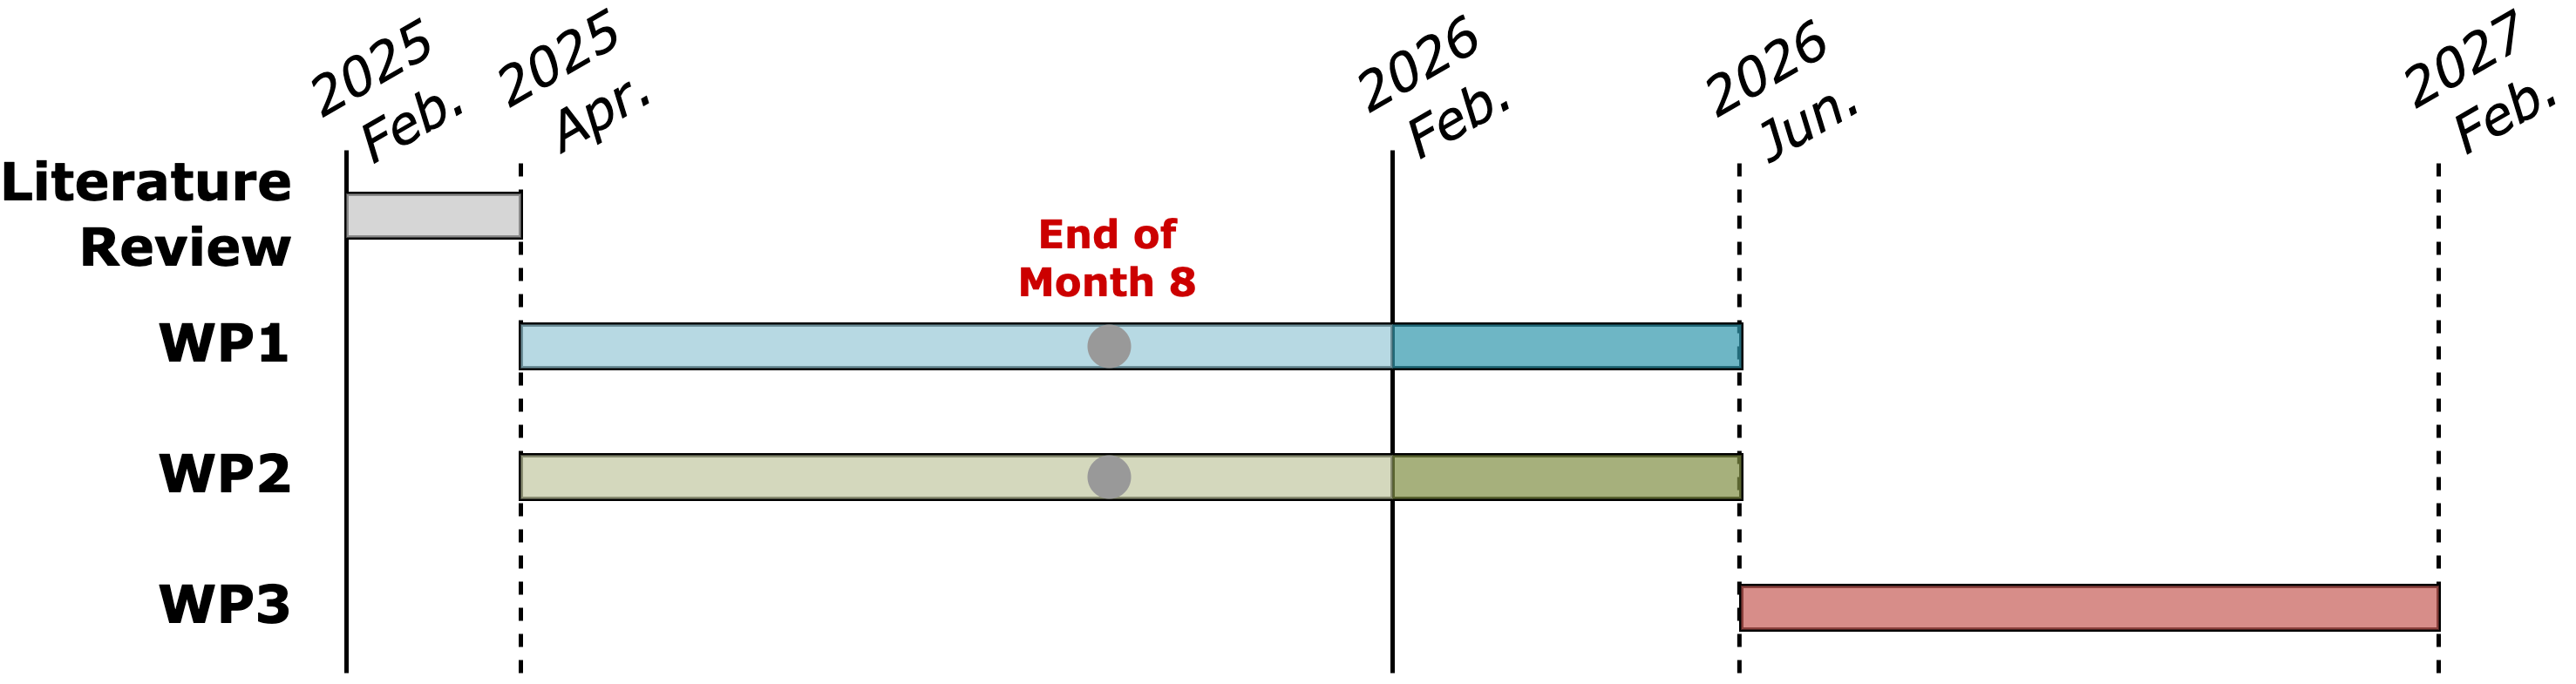 2025
Feb.
2025
Apr.
2026
Feb.
2026
Jun.
2027
Feb.
Literature
Review
End of
Month 8
WP1
WP2
WP3